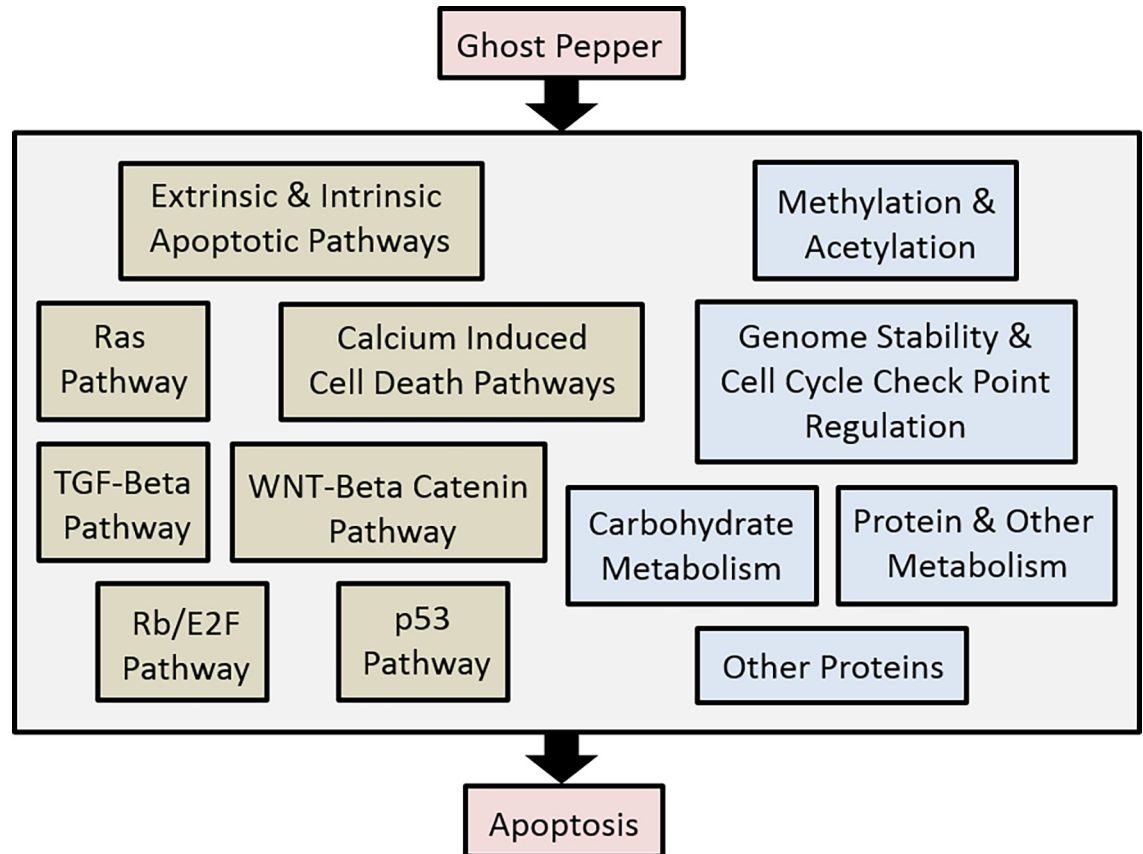 Ghost Pepper
Extrinsic & Intrinsic
Apoptotic Pathways
Methylation &
Acetylation
Ras
Pathway
Calcium Induced
Cell Death Pathways
Genome Stability &
Cell Cycle Check Point
Regulation
TGF-Beta
Pathway
WNT-Beta Catenin
Pathway
Carbohydrate
Metabolism
Protein & Other
Metabolism
Rb/E2F
Pathway
p53
Pathway
Other Proteins
Apoptosis